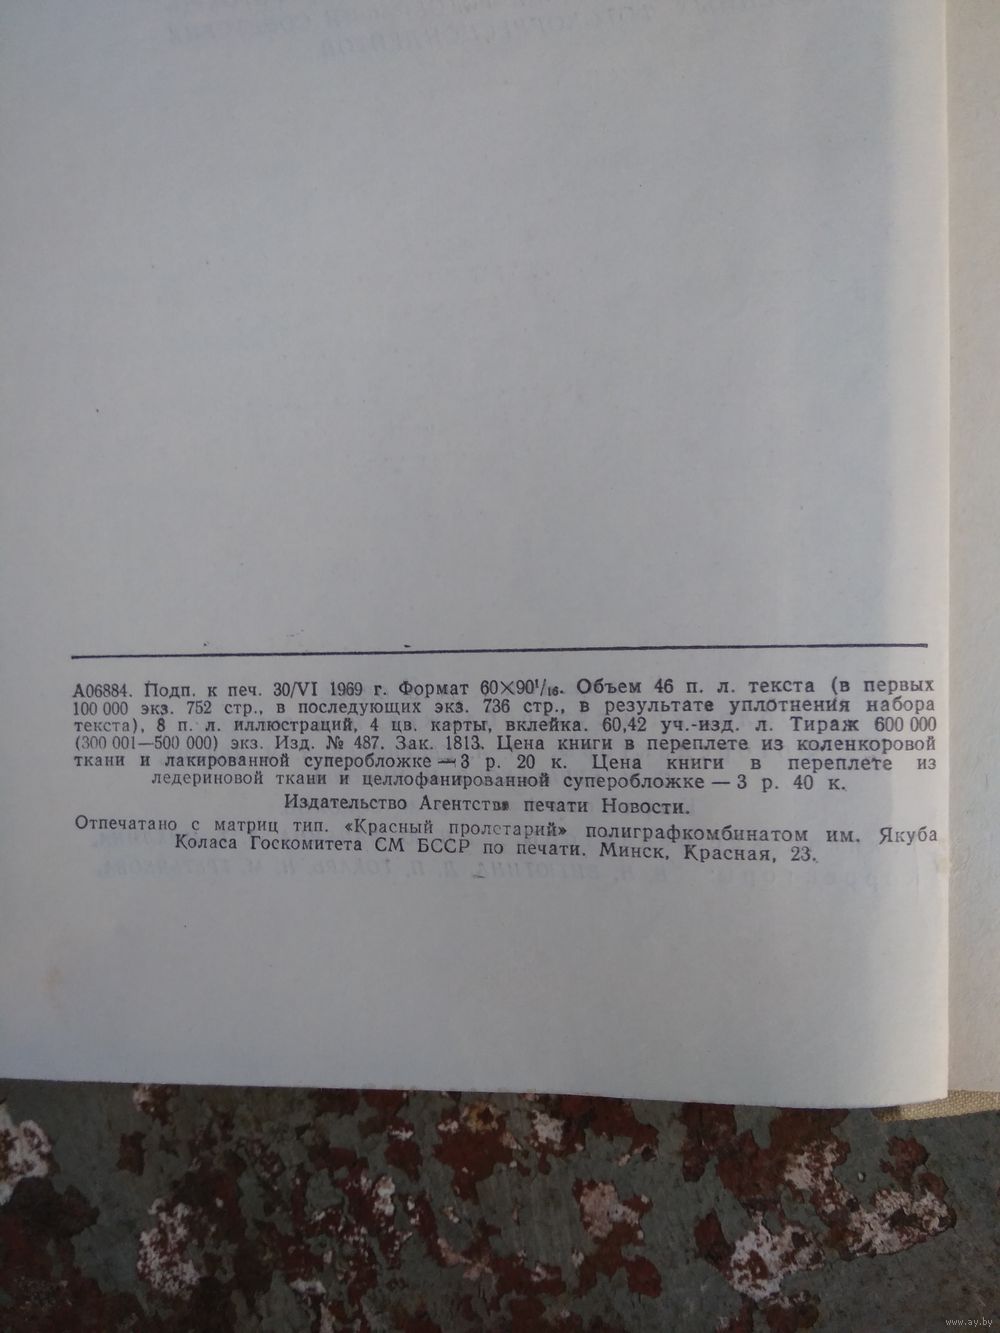 А06884. Подп. к печ. 30/VI 1969 г. Формат 60×90¹/₁₆. Объем 46 п. л. текста (в первых
100 000 экз. 752 стр., в последующих экз. 736 стр., в результате уплотнения набора
текста), 8 п. л. иллюстраций, 4 цв. карты, вклейка. 60,42 уч.-изд. л. Тираж 600 000
(300 001—500 000) экз. Изд. № 487. Зак. 1813. Цена книги в переплете из коленкоровой
ткани и лакированной суперобложке — 3 р. 20 к. Цена книги в переплете из
ледериновой ткани и целлофанированной суперобложке — 3 р. 40 к.
Издательство Агентства печати Новости.
Отпечатано с матриц тип. «Красный пролетарий» полиграфкомбинатом им. Якуба
Коласа Госкомитета СМ БССР по печати. Минск, Красная, 23.
www.ay.by